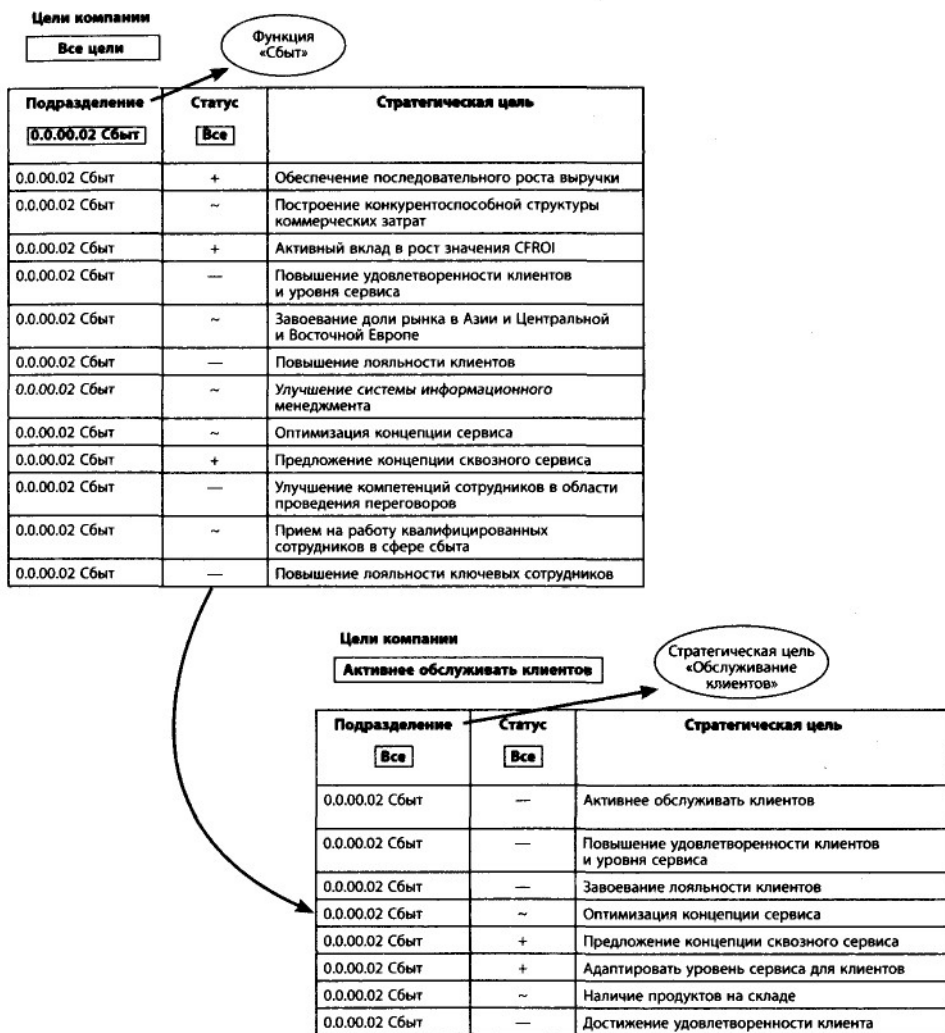 Цели компании
Все цели
Функция
«Сбыт»
Подразделение Статус Стратегическая цель
0.0.00.02 Сбыт Все
0.0.00.02 Сбыт + Обеспечение последовательного роста выручки
0.0.00.02 Сбыт ~ Построение конкурентоспособной структуры
коммерческих затрат
0.0.00.02 Сбыт + Активный вклад в рост значения CFROI
0.0.00.02 Сбыт — Повышение удовлетворенности клиентов
и уровня сервиса
0.0.00.02 Сбыт ~ Завоевание доли рынка в Азии и Центральной
и Восточной Европе
0.0.00.02 Сбыт — Повышение лояльности клиентов
0.0.00.02 Сбыт ~ Улучшение системы информационного
менеджмента
0.0.00.02 Сбыт ~ Оптимизация концепции сервиса
0.0.00.02 Сбыт + Предложение концепции сквозного сервиса
0.0.00.02 Сбыт — Улучшение компетенций сотрудников в области
проведения переговоров
0.0.00.02 Сбыт ~ Прием на работу квалифицированных
сотрудников в сфере сбыта
0.0.00.02 Сбыт — Повышение лояльности ключевых сотрудников
Цели компании
Активнее обслуживать клиентов
Стратегическая цель
«Обслуживание
клиентов»
Подразделение Статус Стратегическая цель
Все Все
0.0.00.02 Сбыт — Активнее обслуживать клиентов
0.0.00.02 Сбыт — Повышение удовлетворенности клиентов
и уровня сервиса
0.0.00.02 Сбыт — Завоевание лояльности клиентов
0.0.00.02 Сбыт ~ Оптимизация концепции сервиса
0.0.00.02 Сбыт + Предложение концепции сквозного сервиса
0.0.00.02 Сбыт + Адаптировать уровень сервиса для клиентов
0.0.00.02 Сбыт ~ Наличие продуктов на складе
0.0.00.02 Сбыт — Достижение удовлетворенности клиента